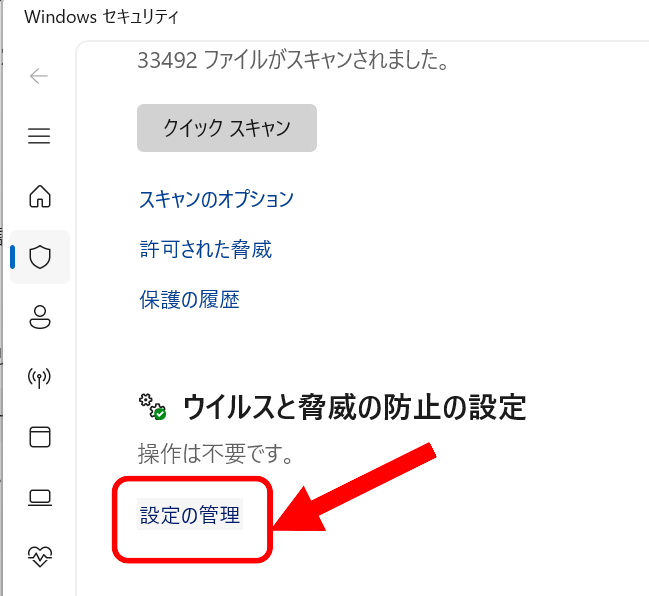 Windows セキュリティ
33492 ファイルがスキャンされました。
クイック スキャン
スキャンのオプション
許可された脅威
保護の履歴
ウイルスと脅威の防止の設定
操作は不要です。
設定の管理